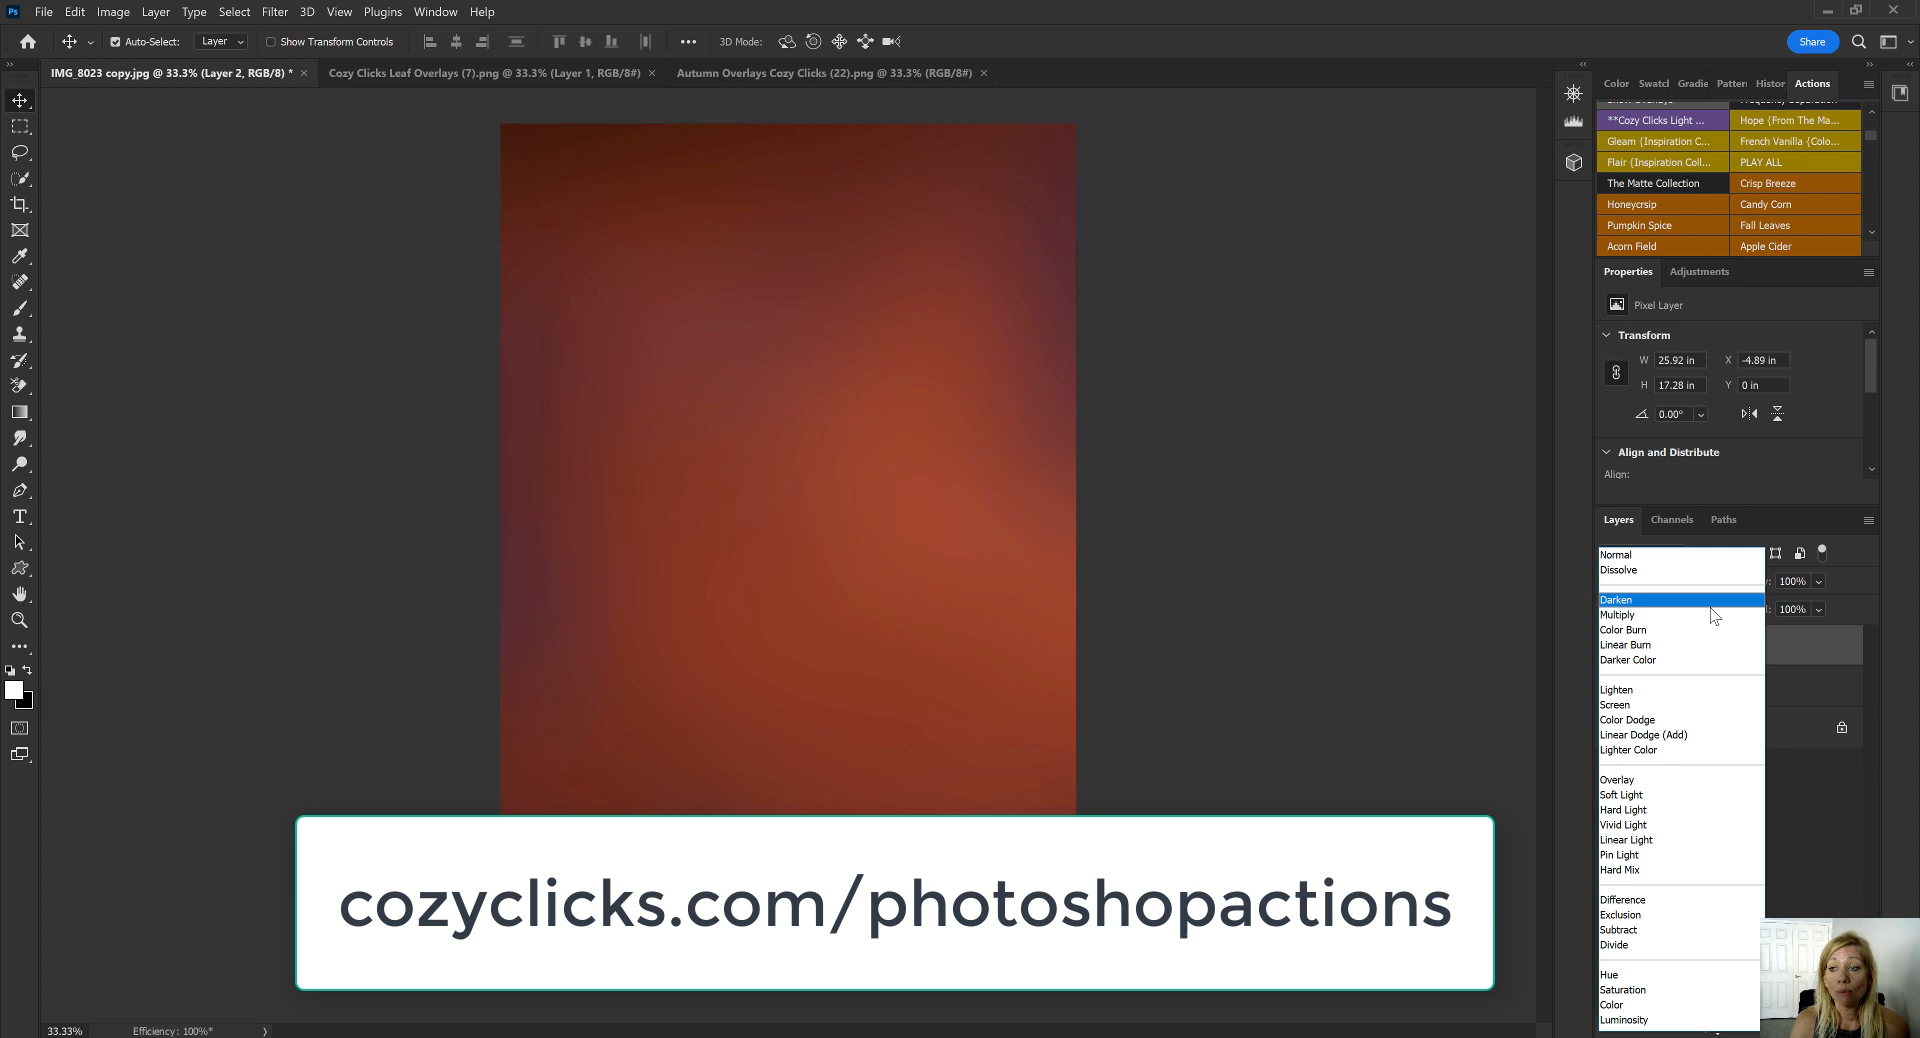 Ps File Edit Image Layer Type Select Filter 3D View Plugins Window Help
Auto-Select: Layer Show Transform Controls 3D Mode: Share
IMG_8023 copy.jpg @ 33.3% (Layer 2, RGB/8) * × Cozy Clicks Leaf Overlays (7).png @ 33.3% (Layer 1, RGB/8#) × Autumn Overlays Cozy Clicks (22).png @ 33.3% (RGB/8#) ×
Color Swatcl Gradie Pattern Histor Actions
**Cozy Clicks Light ... Hope {From The Ma...
Gleam {Inspiration C... French Vanilla {Colo...
Flair {Inspiration Coll... PLAY ALL
The Matte Collection Crisp Breeze
Honeycrsip Candy Corn
Pumpkin Spice Fall Leaves
Acorn Field Apple Cider
Properties Adjustments
Pixel Layer
Transform
W 25.92 in X -4.89 in
H 17.28 in Y 0 in
0.00°
Align and Distribute
Align:
Layers Channels Paths
Normal
Dissolve
100%
Darken
100%
Multiply
Color Burn
Linear Burn
Darker Color
Lighten
Screen
Color Dodge
Linear Dodge (Add)
Lighter Color
Overlay
Soft Light
Hard Light
Vivid Light
Linear Light
Pin Light
Hard Mix
Difference
Exclusion
Subtract
Divide
Hue
Saturation
Color
Luminosity
cozyclicks.com/photoshopactions
33.33% Efficiency: 100%*